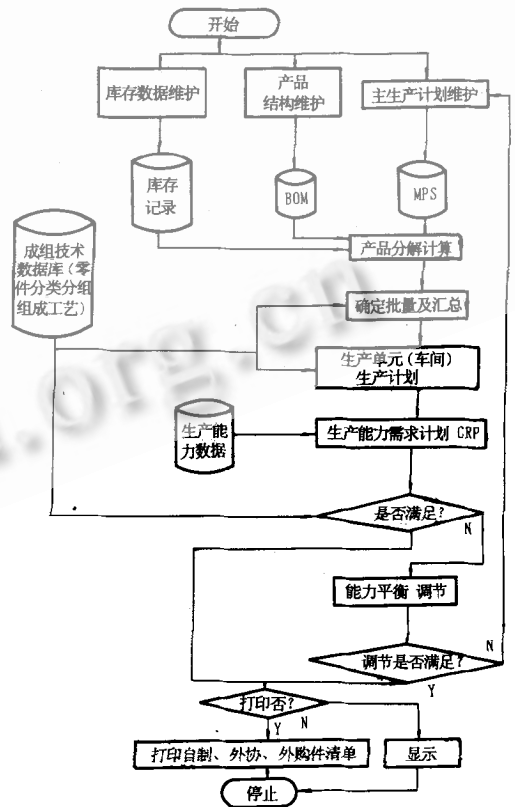 开始
库存数据维护
产品
结构维护
主生产计划维护
库存
记录
BOM
MPS
成组技术
数据库(零
件分类分组
组成工艺)
产品分解计算
确定批量及汇总
生产单元(车间)
生产计划
生产能
力数据
生产能力需求计划 CRP
是否满足?
N
能力平衡 调节
调节是否满足?
N
Y
打印否?
Y
N
打印自制、外协、外购件清单
显示
停止
.org.cn